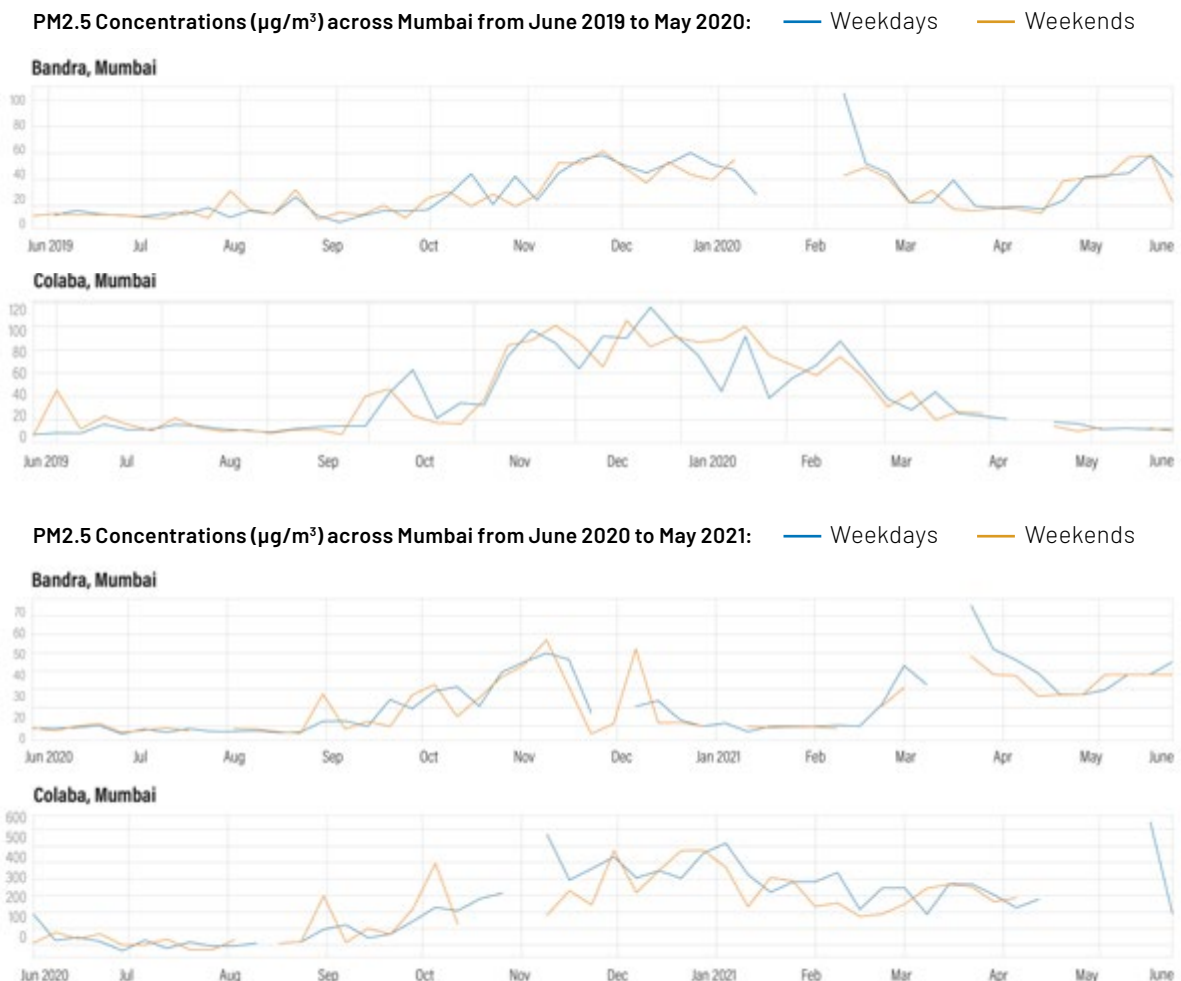 PM2.5 Concentrations (µg/m³) across Mumbai from June 2019 to May 2020: Weekdays Weekends
Bandra, Mumbai
100
80
60
40
20
0
Jun 2019 Jul Aug Sep Oct Nov Dec Jan 2020 Feb Mar Apr May June
Colaba, Mumbai
120
100
80
60
40
20
0
Jun 2019 Jul Aug Sep Oct Nov Dec Jan 2020 Feb Mar Apr May June
PM2.5 Concentrations (µg/m³) across Mumbai from June 2020 to May 2021: Weekdays Weekends
Bandra, Mumbai
70
60
50
40
30
20
0
Jun 2020 Jul Aug Sep Oct Nov Dec Jan 2021 Feb Mar Apr May June
Colaba, Mumbai
600
500
400
300
200
100
0
Jun 2020 Jul Aug Sep Oct Nov Dec Jan 2021 Feb Mar Apr May June